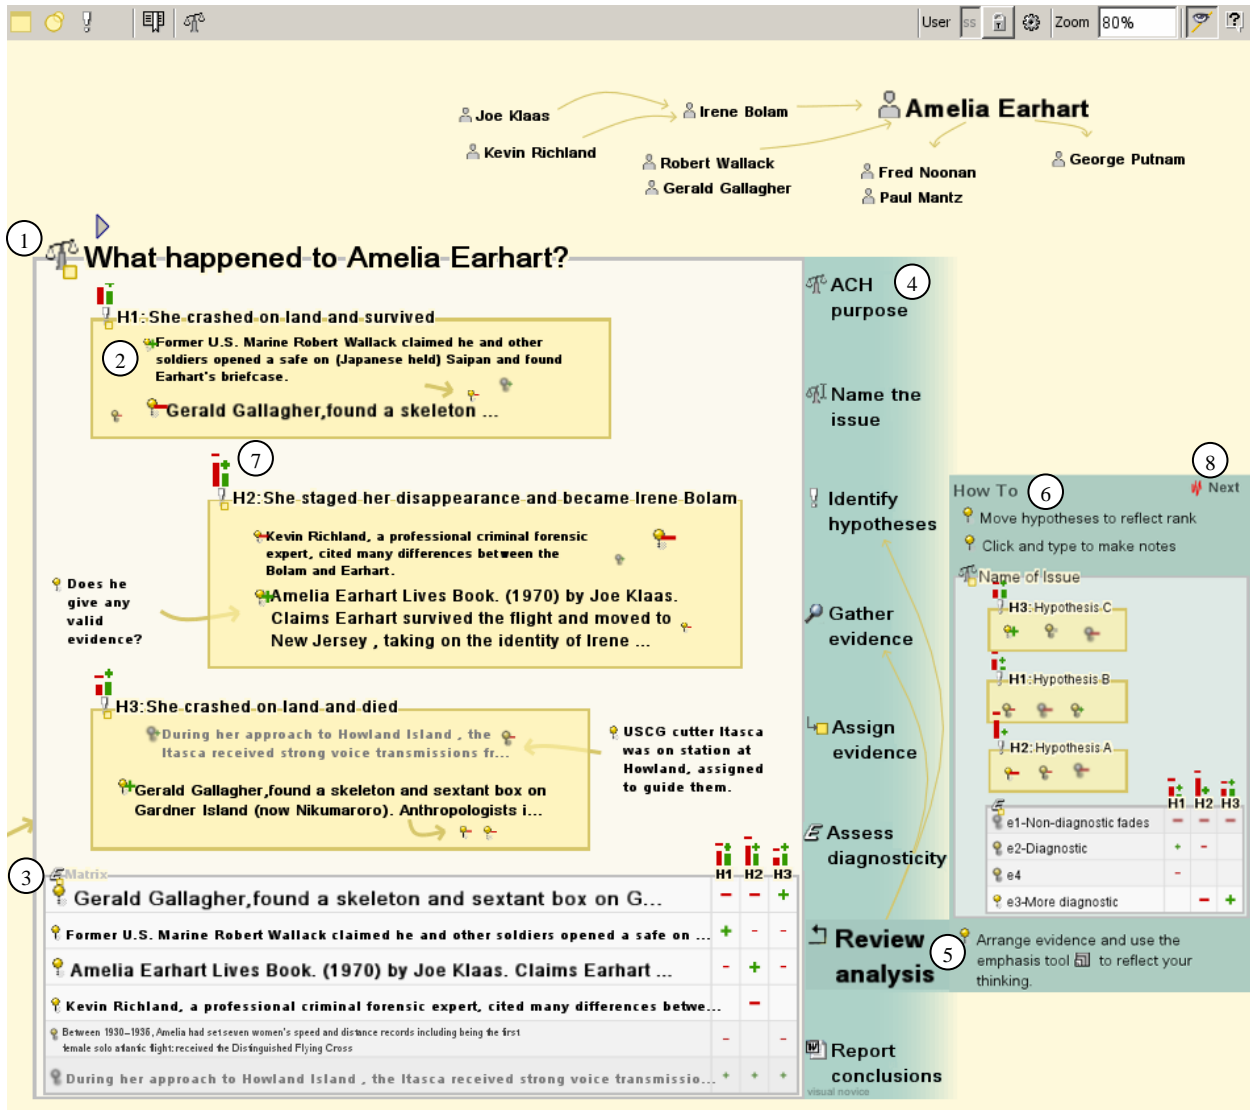 User ss Zoom 80%
Joe Klaas
Irene Bolam
Amelia Earhart
Kevin Richland
Robert Wallack
Gerald Gallagher
Fred Noonan
Paul Mantz
George Putnam
1
What happened to Amelia Earhart?
H1:She crashed on land and survived
2
Former U.S. Marine Robert Wallack claimed he and other
soldiers opened a safe on (Japanese held) Saipan and found
Earhart's briefcase.
Gerald Gallagher,found a skeleton ...
7
H2:She staged her disappearance and became Irene Bolam
Kevin Richland, a professional criminal forensic
expert, cited many differences between the
Bolam and Earhart.
Does he
give any
valid
evidence?
Amelia Earhart Lives Book. (1970) by Joe Klaas.
Claims Earhart survived the flight and moved to
New Jersey , taking on the identity of Irene ...
H3:She crashed on land and died
During her approach to Howland Island , the
Itasca received strong voice transmissions fr...
USCG cutter Itasca
was on station at
Howland, assigned
to guide them.
Gerald Gallagher,found a skeleton and sextant box on
Gardner Island (now Nikumaroro). Anthropologists i...
3
Matrix
H1 H2 H3
Gerald Gallagher,found a skeleton and sextant box on G... - - +
Former U.S. Marine Robert Wallack claimed he and other soldiers opened a safe on ... + - -
Amelia Earhart Lives Book. (1970) by Joe Klaas. Claims Earhart ... - + -
Kevin Richland, a professional criminal forensic expert, cited many differences betwe... -
Between 1930-1936, Amelia had set seven women's speed and distance records including being the first
female solo atlantic flight: received the Distinguished Flying Cross - -
During her approach to Howland Island , the Itasca received strong voice transmissio... + + +
ACH
purpose
4
Name the
issue
Identify
hypotheses
Gather
evidence
Assign
evidence
Assess
diagnosticity
Review
analysis
5
Report
conclusions
visual novice
8
How To
6
Next
Move hypotheses to reflect rank
Click and type to make notes
Name of Issue
H3: Hypothesis C
H1: Hypothesis B
H2: Hypothesis A
H1 H2 H3
e1-Non-diagnostic fades - - -
e2-Diagnostic + -
e4 -
e3-More diagnostic - +
Arrange evidence and use the
emphasis tool to reflect your
thinking.